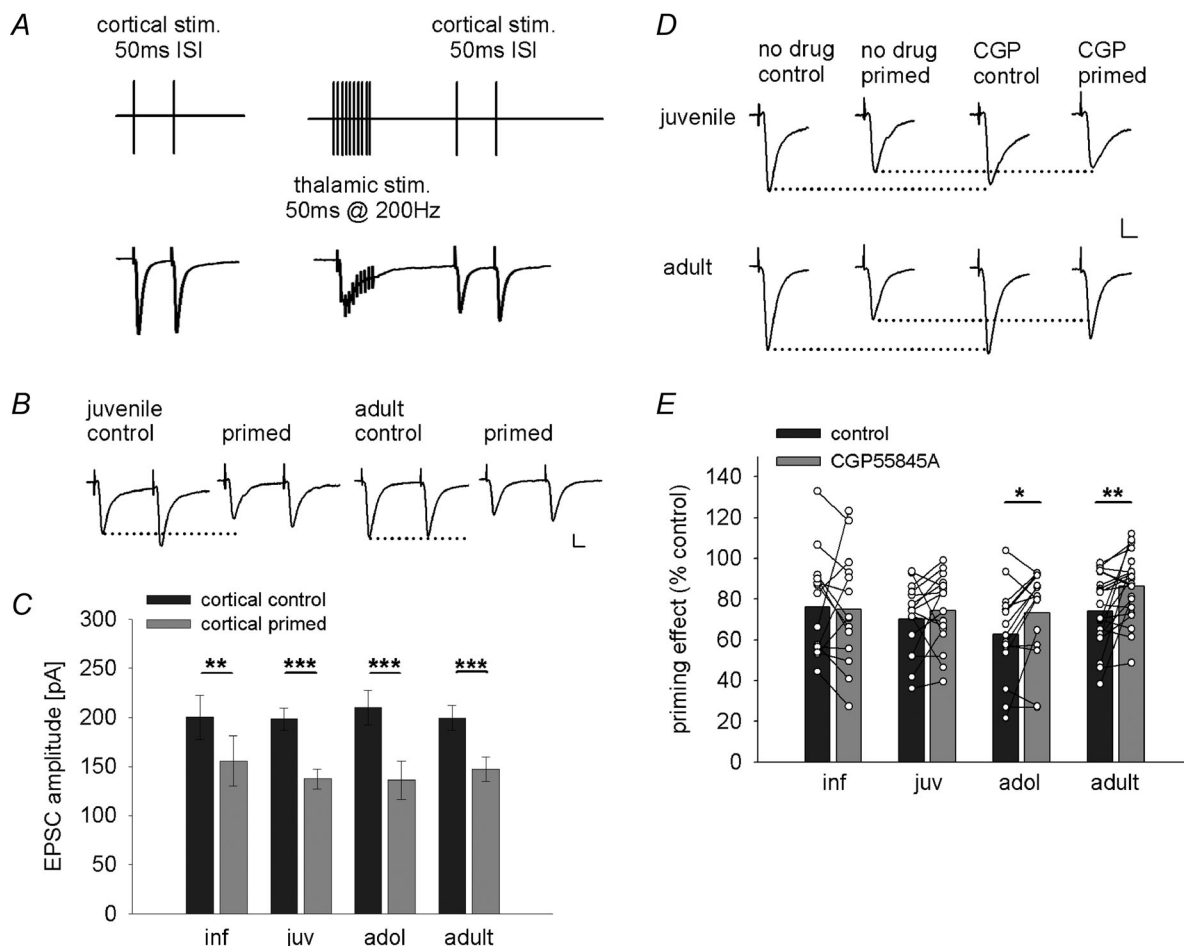 A
cortical stim.
50ms ISI
cortical stim.
50ms ISI
thalamic stim.
50ms @ 200Hz
B
juvenile
control
primed
adult
control
primed
C
cortical control
cortical primed
EPSC amplitude [pA]
300
250
200
150
100
50
0
**
***
***
***
inf
juv
adol
adult
D
no drug
control
no drug
primed
CGP
control
CGP
primed
juvenile
adult
E
control
CGP55845A
priming effect (% control)
140
120
100
80
60
40
20
0
*
**
inf
juv
adol
adult